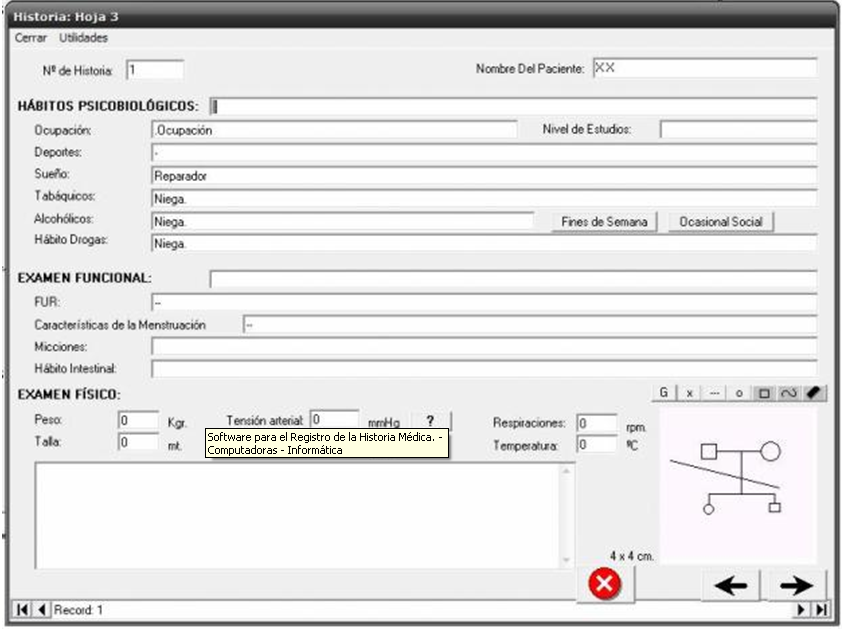 Historia: Hoja 3
Cerrar Utilidades
Nº de Historia: 1 Nombre Del Paciente: XX
HÁBITOS PSICOBIOLÓGICOS:
Ocupación: .Ocupación Nivel de Estudios:
Deportes: -
Sueño: Reparador
Tabáquicos: Niega.
Alcohólicos: Niega. Fines de Semana Ocasional Social
Hábito Drogas: Niega.
EXAMEN FUNCIONAL:
FUR: --
Características de la Menstruación --
Micciones:
Hábito Intestinal:
EXAMEN FÍSICO: G x --- o
Peso: 0 Kgr. Tensión arterial: 0 mmHg ? Respiraciones: 0 rpm.
Talla: 0 mt. Temperatura: 0 ºC
Software para el Registro de la Historia Médica. -
Computadoras - Informática
4 x 4 cm.
Record: 1